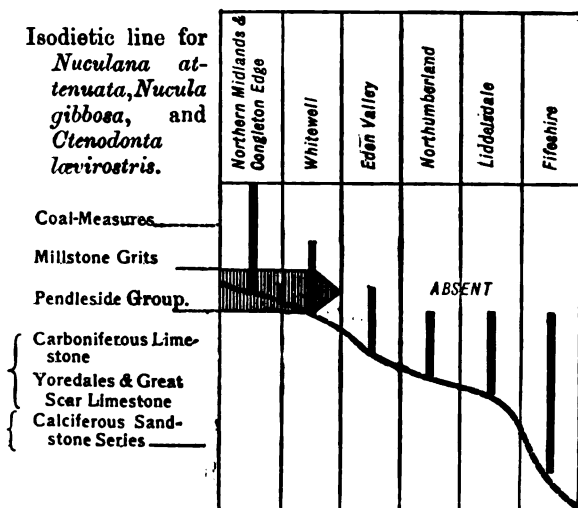 Isodietic line for
Nuculana at-
tenuata, Nucula
gibbosa, and
Ctenodonta
lævirostris.
Northern Midlands &
Congleton Edge
Whitewell
Eden Valley
Northumberland
Liddelsdale
Fifeshire
Coal-Measures
Millstone Grits
Pendleside Group.
ABSENT
Carboniferous Lime-
stone
Yoredales & Great
Scar Limestone
Calciferous Sand-
stone Series